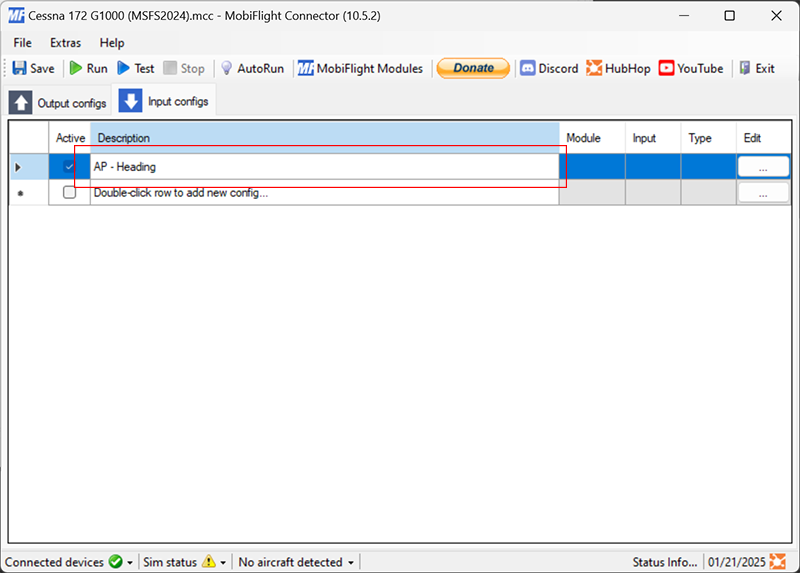 MF Cessna 172 G1000 (MSFS2024).mcc - MobiFlight Connector (10.5.2)
File Extras Help
Save Run Test Stop AutoRun MF MobiFlight Modules Donate Discord HubHop YouTube Exit
Output configs Input configs
Active Description Module Input Type Edit
AP - Heading ...
Double-click row to add new config... ...
Connected devices Sim status No aircraft detected Status Info... 01/21/2025